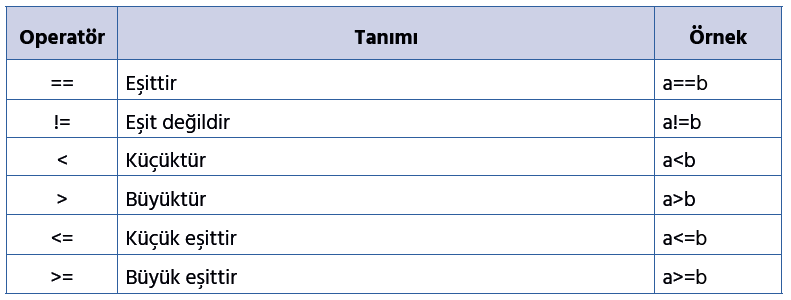 Operatör Tanımı Örnek
== Eşittir a==b
!= Eşit değildir a!=b
< Küçüktür a<b
> Büyüktür a>b
<= Küçük eşittir a<=b
>= Büyük eşittir a>=b